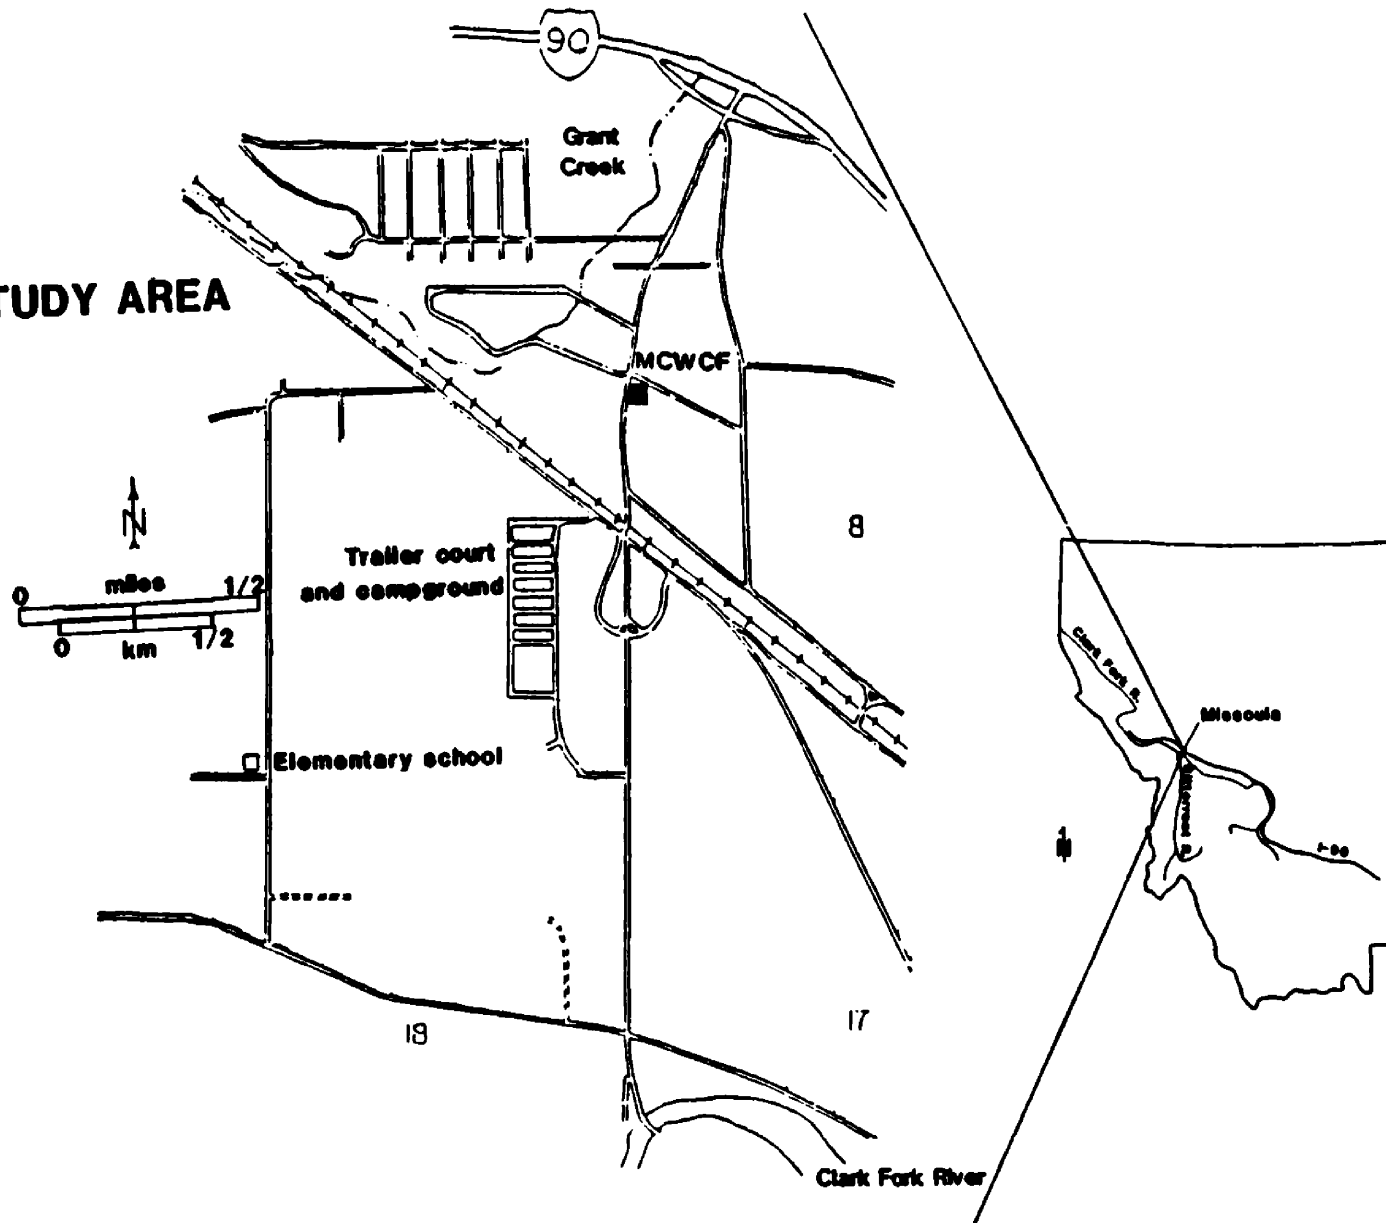 90
Grant
Creek
TUDY AREA
MCWCF
8
N
Trailer court
and campground
miles
0 1/2
0 km 1/2
Clark Fork R.
Missoula
Elementary school
Bitterroot R.
I-90
18
17
Clark Fork River